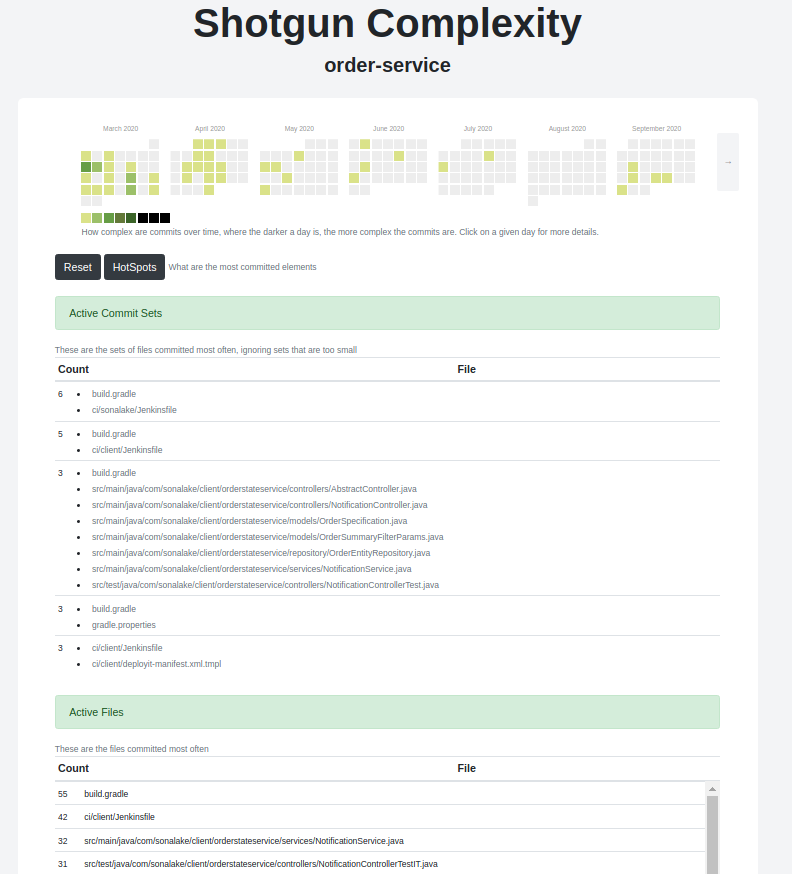 Shotgun Complexity
order-service
March 2020 April 2020 May 2020 June 2020 July 2020 August 2020 September 2020
→
How complex are commits over time, where the darker a day is, the more complex the commits are. Click on a given day for more details.
Reset HotSpots What are the most committed elements
Active Commit Sets
These are the sets of files committed most often, ignoring sets that are too small
Count File
6 • build.gradle
• ci/sonalake/Jenkinsfile
5 • build.gradle
• ci/client/Jenkinsfile
3 • build.gradle
• src/main/java/com/sonalake/client/orderstateservice/controllers/AbstractController.java
• src/main/java/com/sonalake/client/orderstateservice/controllers/NotificationController.java
• src/main/java/com/sonalake/client/orderstateservice/models/OrderSpecification.java
• src/main/java/com/sonalake/client/orderstateservice/models/OrderSummaryFilterParams.java
• src/main/java/com/sonalake/client/orderstateservice/repository/OrderEntityRepository.java
• src/main/java/com/sonalake/client/orderstateservice/services/NotificationService.java
• src/test/java/com/sonalake/client/orderstateservice/controllers/NotificationControllerTest.java
3 • build.gradle
• gradle.properties
3 • ci/client/Jenkinsfile
• ci/client/deployit-manifest.xml.tmpl
Active Files
These are the files committed most often
Count File
55 build.gradle
42 ci/client/Jenkinsfile
32 src/main/java/com/sonalake/client/orderstateservice/services/NotificationService.java
31 src/test/java/com/sonalake/client/orderstateservice/controllers/NotificationControllerTestIT.java